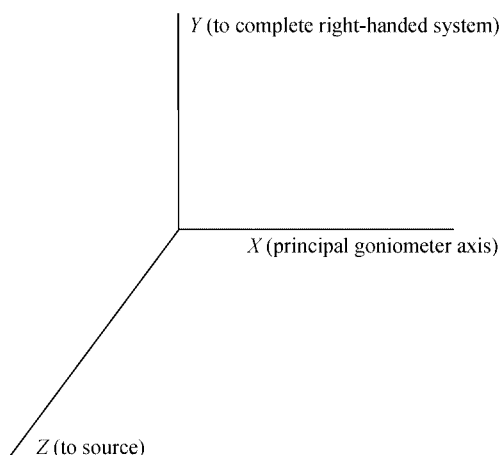 Y (to complete right-handed system)
X (principal goniometer axis)
Z (to source)